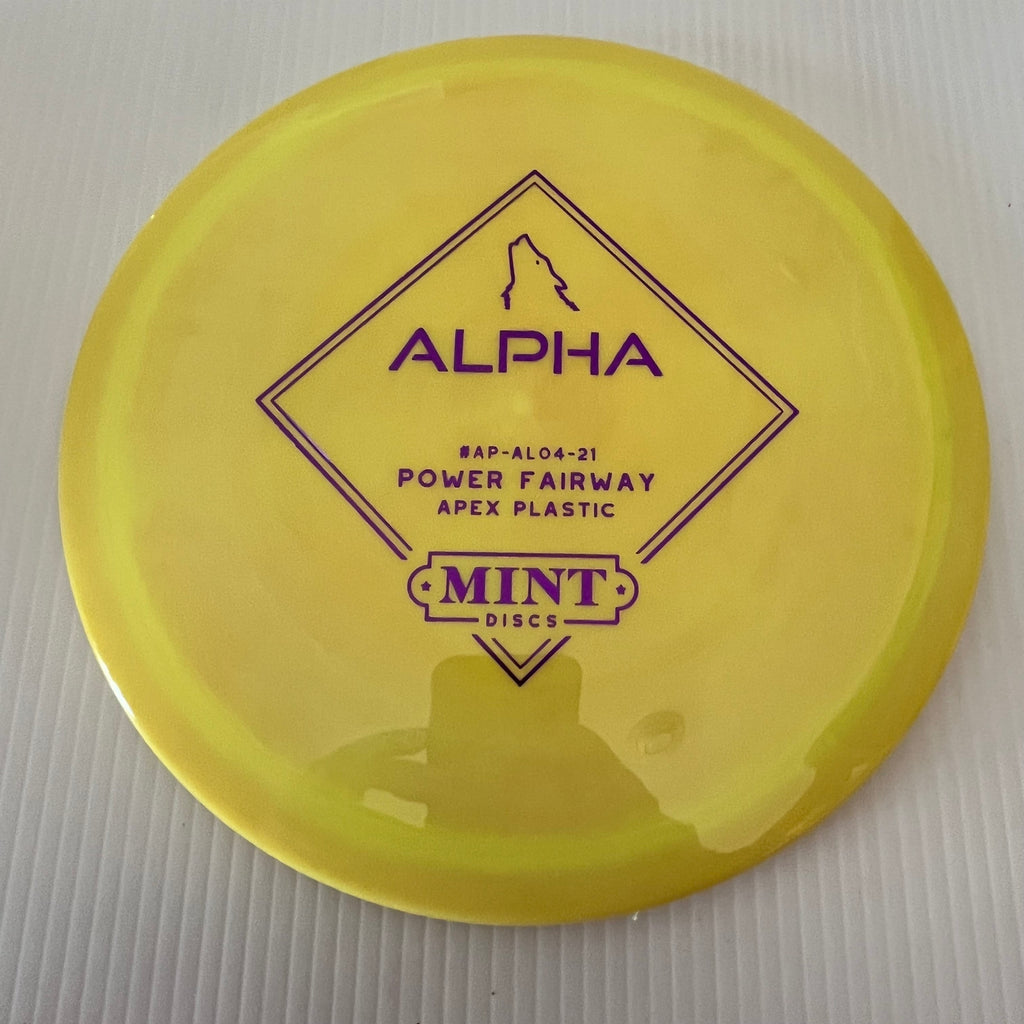 ALPHA
#AP-AL04-21
POWER FAIRWAY
APEX PLASTIC
MINT
DISCS